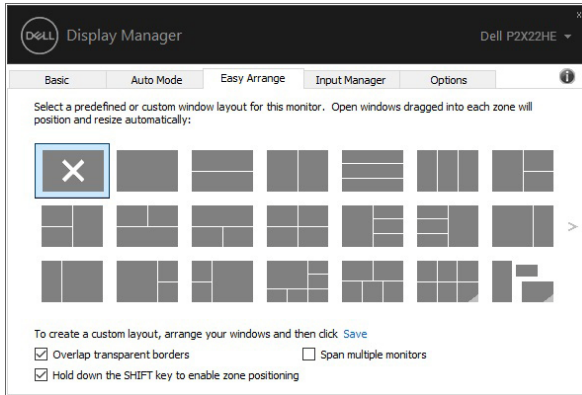 DELL Display Manager
Dell P2X22HE
Basic
Auto Mode
Easy Arrange
Input Manager
Options
Select a predefined or custom window layout for this monitor. Open windows dragged into each zone will
position and resize automatically:
To create a custom layout, arrange your windows and then click Save
Overlap transparent borders
Span multiple monitors
Hold down the SHIFT key to enable zone positioning